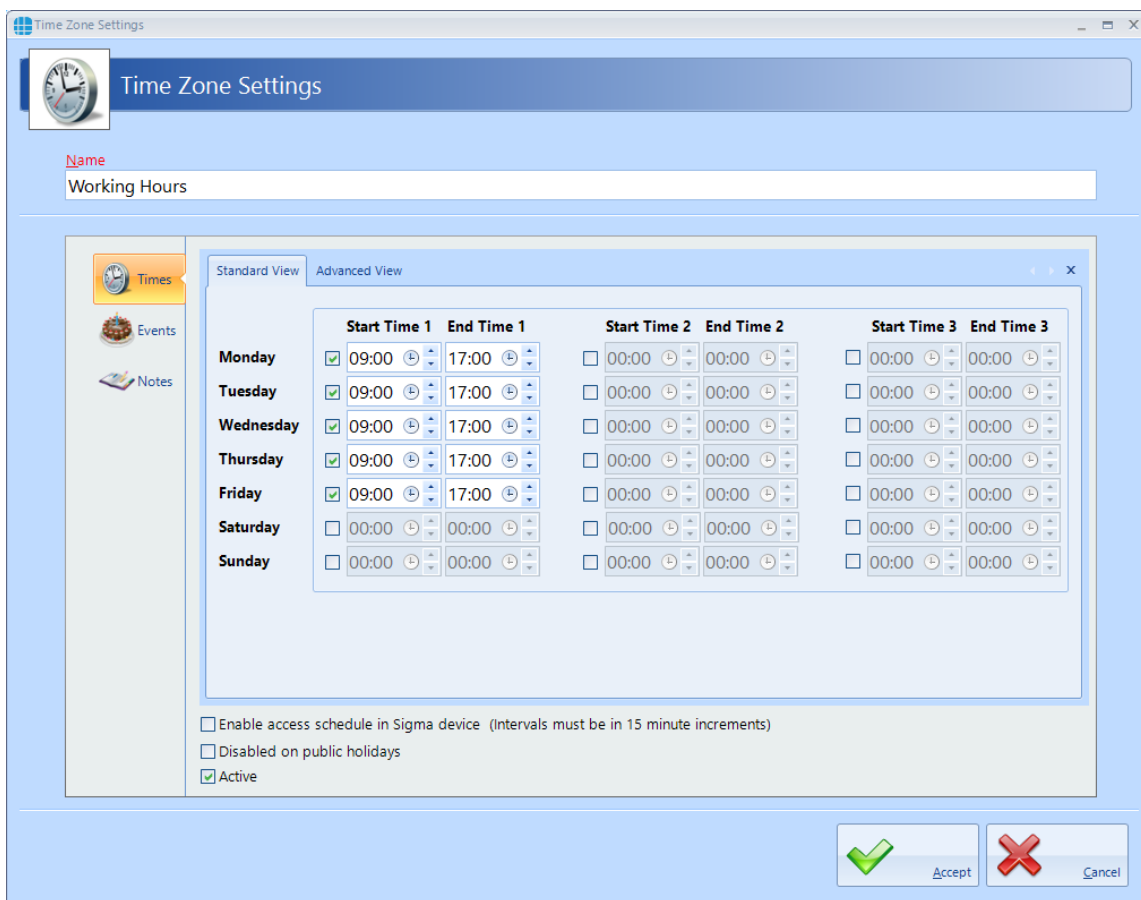 Time Zone Settings
Time Zone Settings
Name
Working Hours
Times
Events
Notes
Standard View Advanced View
Start Time 1 End Time 1 Start Time 2 End Time 2 Start Time 3 End Time 3
Monday 09:00 17:00 00:00 00:00 00:00 00:00
Tuesday 09:00 17:00 00:00 00:00 00:00 00:00
Wednesday 09:00 17:00 00:00 00:00 00:00 00:00
Thursday 09:00 17:00 00:00 00:00 00:00 00:00
Friday 09:00 17:00 00:00 00:00 00:00 00:00
Saturday 00:00 00:00 00:00 00:00 00:00 00:00
Sunday 00:00 00:00 00:00 00:00 00:00 00:00
Enable access schedule in Sigma device (Intervals must be in 15 minute increments)
Disabled on public holidays
Active
Accept Cancel